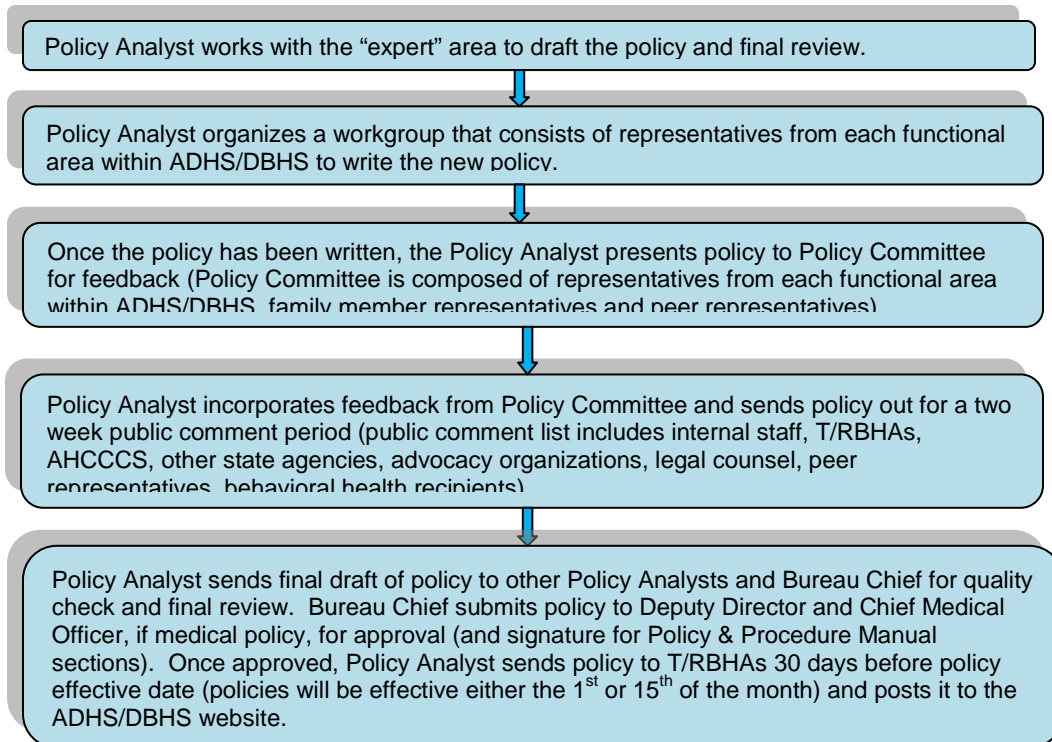 Policy Analyst works with the “expert” area to draft the policy and final review.
Policy Analyst organizes a workgroup that consists of representatives from each functional
area within ADHS/DBHS to write the new policy.
Once the policy has been written, the Policy Analyst presents policy to Policy Committee
for feedback (Policy Committee is composed of representatives from each functional area
within ADHS/DBHS, family member representatives and peer representatives)
Policy Analyst incorporates feedback from Policy Committee and sends policy out for a two
week public comment period (public comment list includes internal staff, T/RBHAs,
AHCCCS, other state agencies, advocacy organizations, legal counsel, peer
representatives, behavioral health recipients)
Policy Analyst sends final draft of policy to other Policy Analysts and Bureau Chief for quality
check and final review.  Bureau Chief submits policy to Deputy Director and Chief Medical
Officer, if medical policy, for approval (and signature for Policy & Procedure Manual
sections).  Once approved, Policy Analyst sends policy to T/RBHAs 30 days before policy
effective date (policies will be effective either the 1st or 15th of the month) and posts it to the
ADHS/DBHS website.